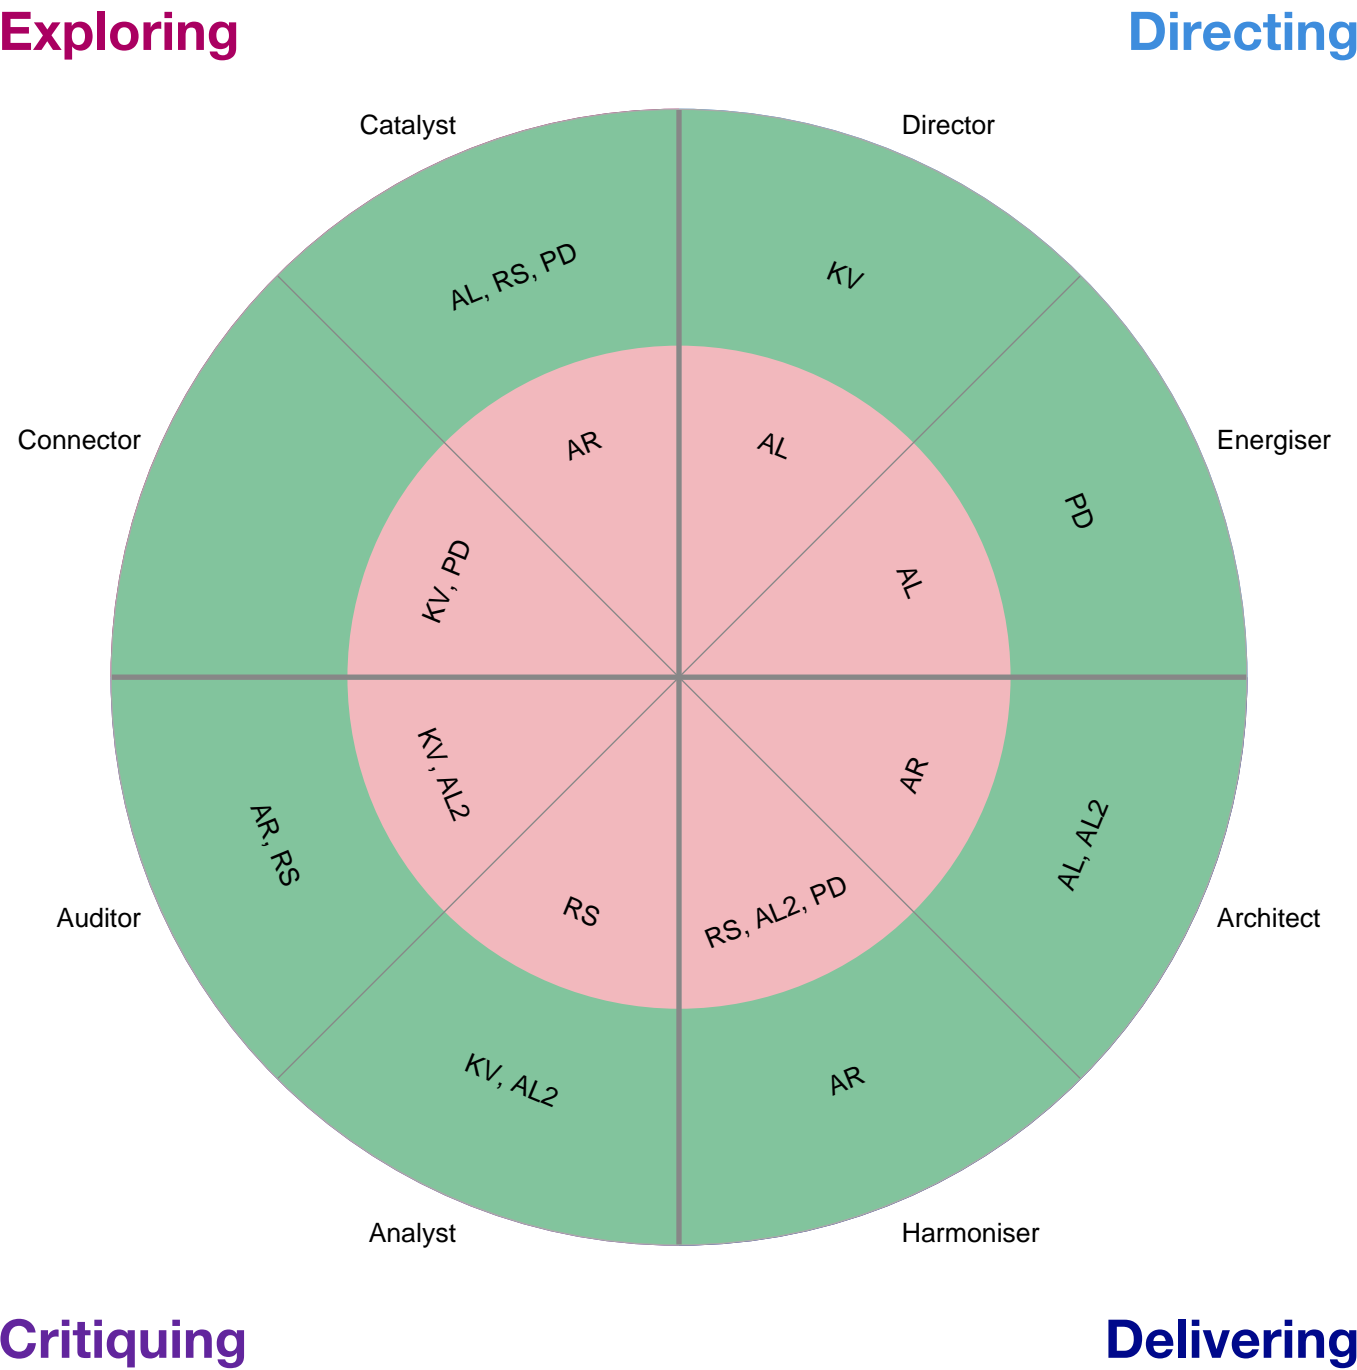 Exploring
Directing
Catalyst
Director
AL, RS, PD
KV
Connector
AR
AL
Energiser
PD
KV, PD
AL
KV, AL2
AR
AR, RS
AL, AL2
Auditor
RS
RS, AL2, PD
Architect
KV, AL2
AR
Analyst
Harmoniser
Critiquing
Delivering